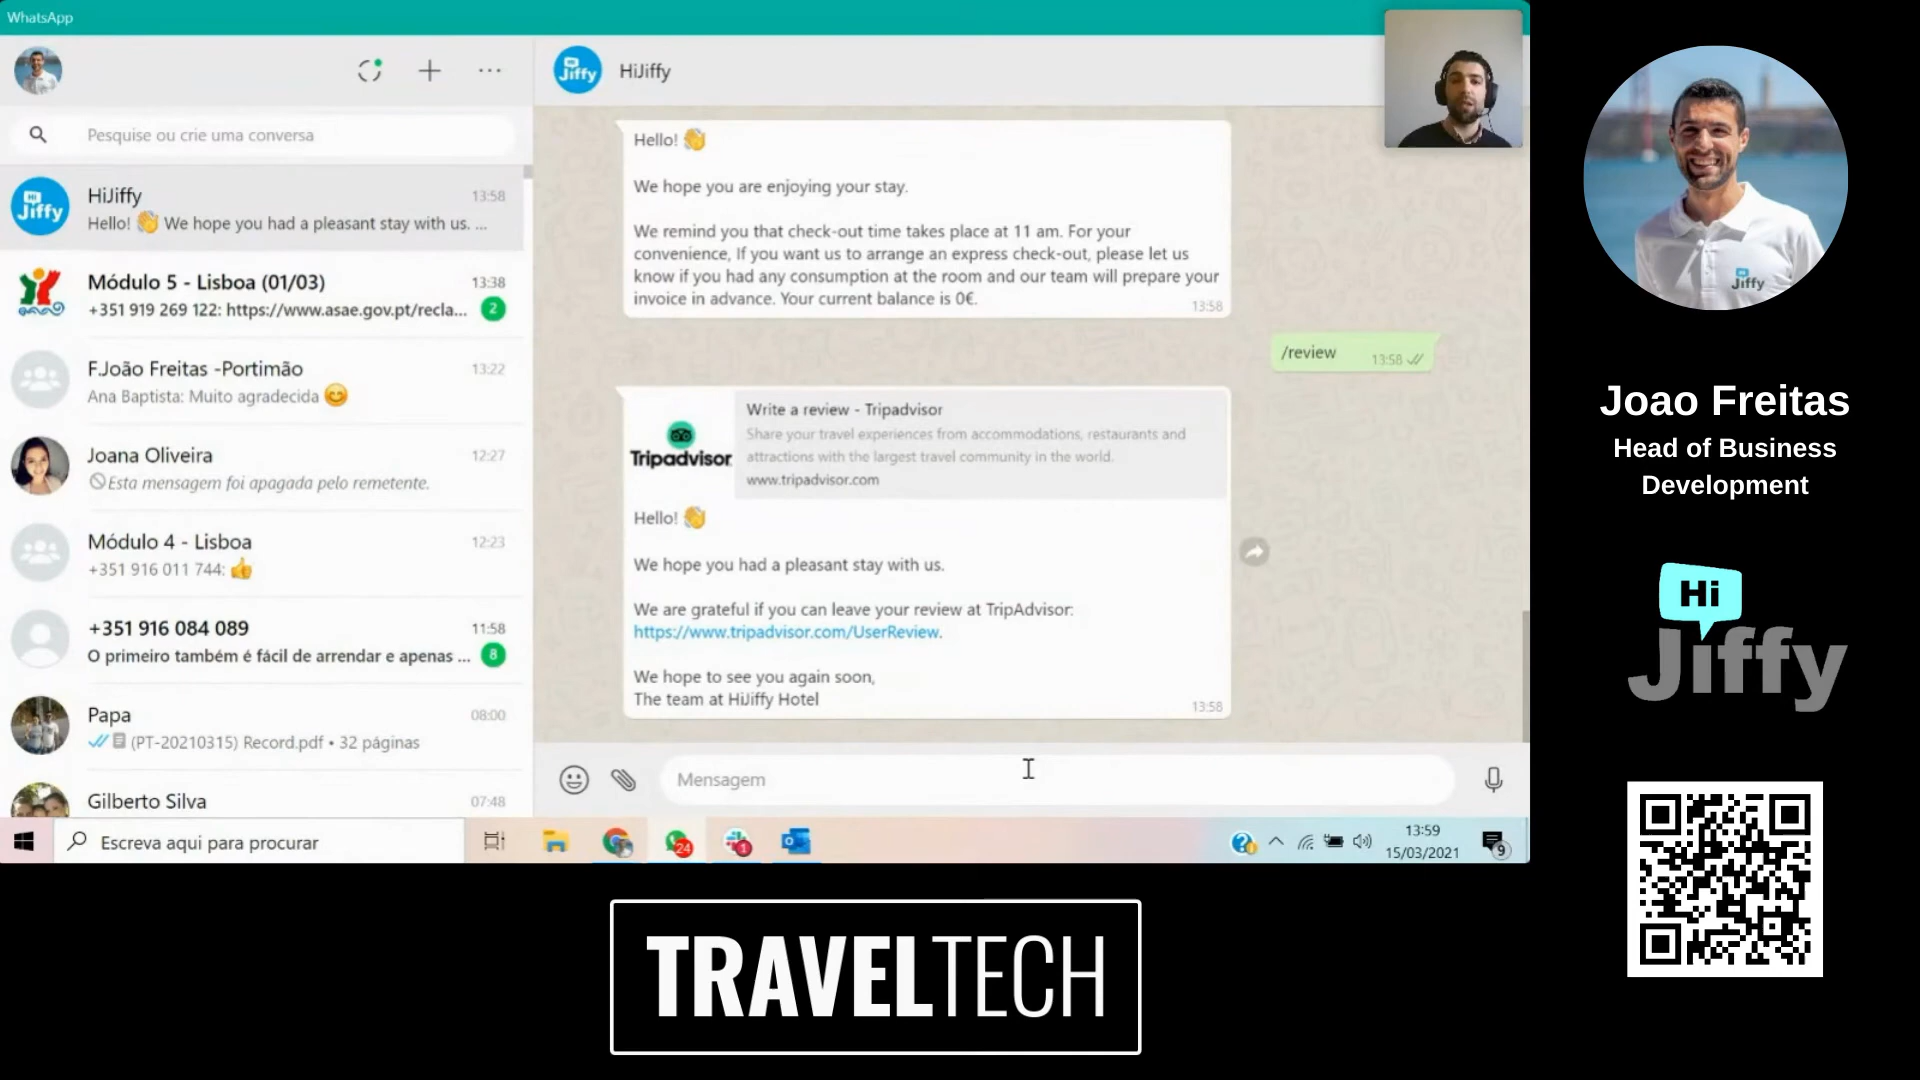 WhatsApp
Pesquise ou crie uma conversa
HiJiffy
13:58
Hello! 👋 We hope you had a pleasant stay with us. ...
Módulo 5 - Lisboa (01/03)
13:38
+351 919 269 122: https://www.asae.gov.pt/recla...
2
F.João Freitas -Portimão
13:22
Ana Baptista: Muito agradecida 😊
Joana Oliveira
12:27
Esta mensagem foi apagada pelo remetente.
Módulo 4 - Lisboa
12:23
+351 916 011 744: 👍
+351 916 084 089
11:58
O primeiro também é fácil de arrendar e apenas ...
8
Papa
08:00
(PT-20210315) Record.pdf • 32 páginas
Gilberto Silva
07:48
Hi
Jiffy
HiJiffy
Hello! 👋
We hope you are enjoying your stay.
We remind you that check-out time takes place at 11 am. For your
convenience, If you want us to arrange an express check-out, please let us
know if you had any consumption at the room and our team will prepare your
invoice in advance. Your current balance is 0€.
13:58
/review
13:58
Tripadvisor
Write a review - Tripadvisor
Share your travel experiences from accommodations, restaurants and
attractions with the largest travel community in the world.
www.tripadvisor.com
Hello! 👋
We hope you had a pleasant stay with us.
We are grateful if you can leave your review at TripAdvisor:
https://www.tripadvisor.com/UserReview.
We hope to see you again soon,
The team at HiJiffy Hotel
13:58
Mensagem
Escreva aqui para procurar
24
1
13:59
15/03/2021
9
Jiffy
Joao Freitas
Head of Business
Development
Hi
Jiffy
TRAVELTECH